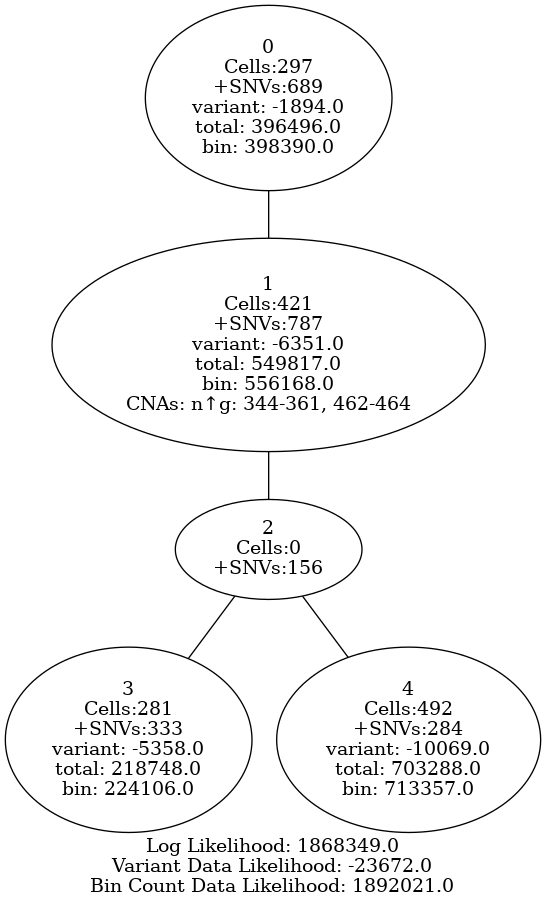 0
Cells:297
+SNVs:689
variant: -1894.0
total: 396496.0
bin: 398390.0
1
Cells:421
+SNVs:787
variant: -6351.0
total: 549817.0
bin: 556168.0
CNAs: n↑g: 344-361, 462-464
2
Cells:0
+SNVs:156
3
Cells:281
+SNVs:333
variant: -5358.0
total: 218748.0
bin: 224106.0
4
Cells:492
+SNVs:284
variant: -10069.0
total: 703288.0
bin: 713357.0
Log Likelihood: 1868349.0
Variant Data Likelihood: -23672.0
Bin Count Data Likelihood: 1892021.0